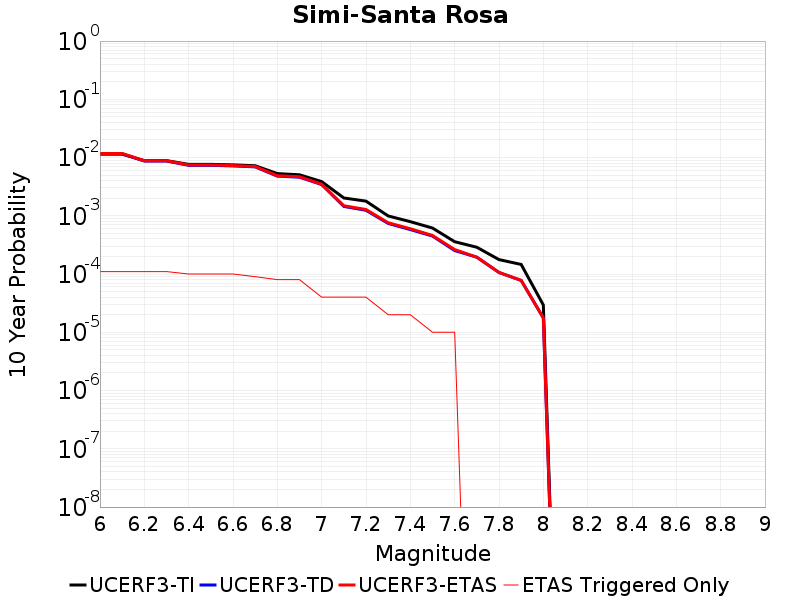 Simi-Santa Rosa
10^0
10^-1
10^-2
10^-3
10^-4
10^-5
10^-6
10^-7
10^-8
10 Year Probability
6 6.2 6.4 6.6 6.8 7 7.2 7.4 7.6 7.8 8 8.2 8.4 8.6 8.8 9
Magnitude
UCERF3-TI UCERF3-TD UCERF3-ETAS ETAS Triggered Only